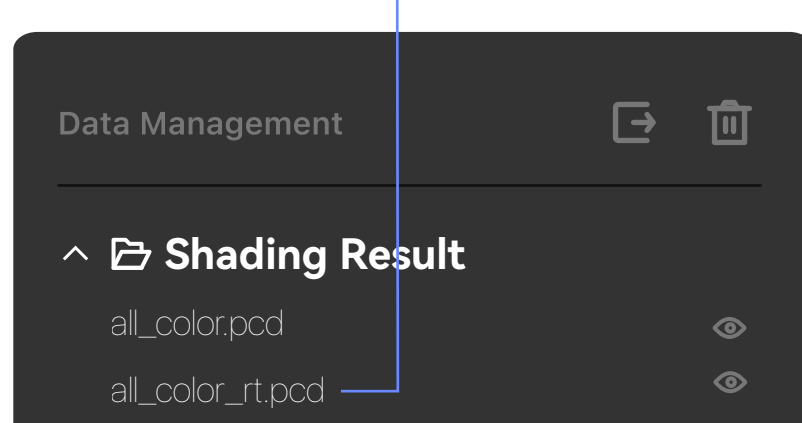 Data Management
Shading Result
all_color.pcd
all_color_rt.pcd